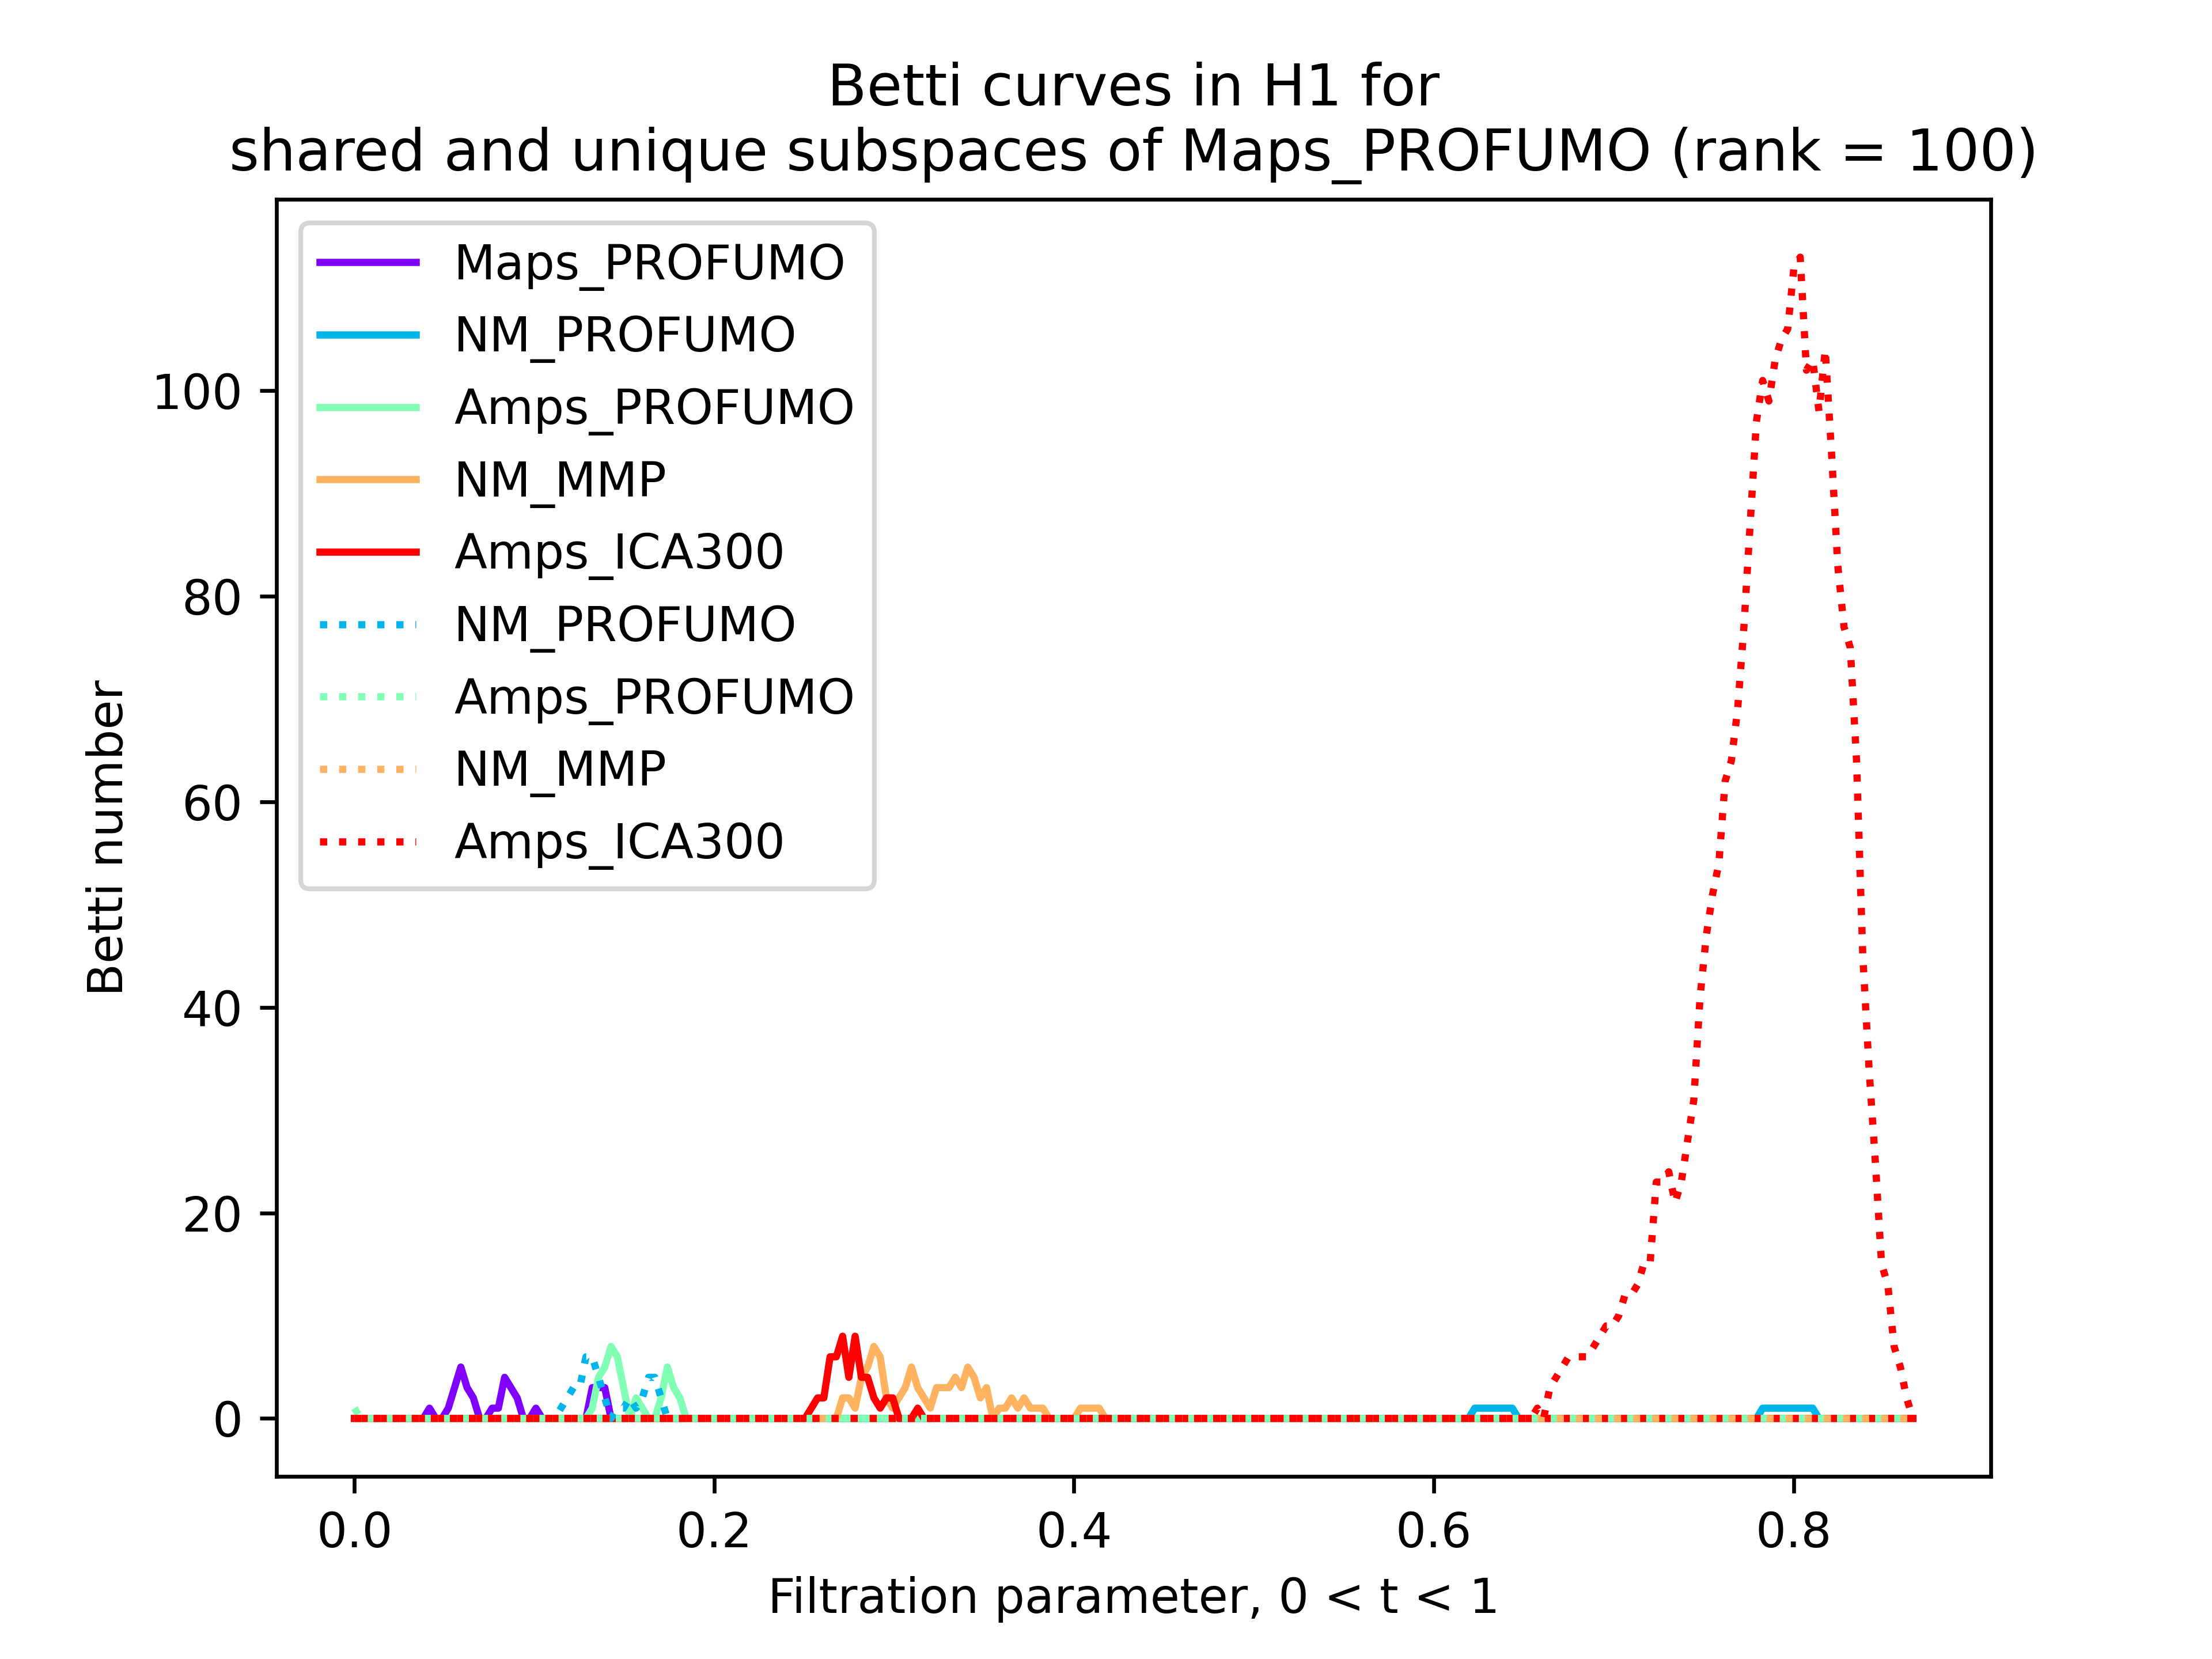 Betti curves in H1 for
shared and unique subspaces of Maps_PROFUMO (rank = 100)
Maps_PROFUMO
NM_PROFUMO
Amps_PROFUMO
NM_MMP
Amps_ICA300
NM_PROFUMO
Amps_PROFUMO
NM_MMP
Amps_ICA300
Betti number
100
80
60
40
20
0
0.0 0.2 0.4 0.6 0.8
Filtration parameter, 0 < t < 1